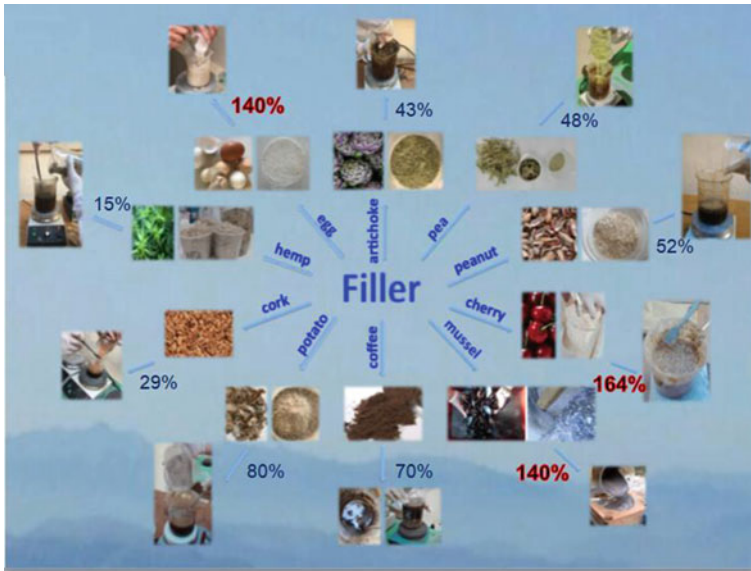 140%
43%
48%
15%
egg
artichoke
pea
52%
hemp
peanut
Filler
cork
cherry
potato
coffee
mussel
29%
164%
80%
70%
140%